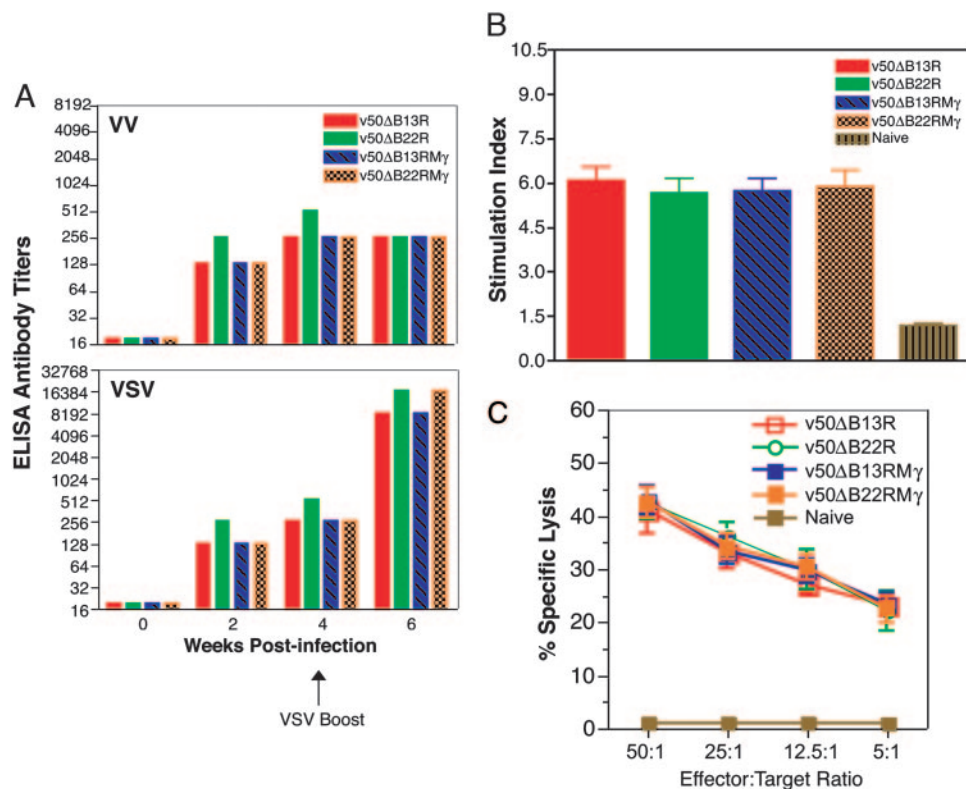 A
ELISA Antibody Titers
8192
4096
2048
1024
512
256
128
64
32
16
VV
v50ΔB13R
v50ΔB22R
v50ΔB13RMγ
v50ΔB22RMγ
32768
16384
8192
4096
2048
1024
512
256
128
64
32
16
VSV
0 2 4 6
Weeks Post-infection
VSV Boost
B
Stimulation Index
10.5
9.0
7.5
6.0
4.5
3.0
1.5
0.0
v50ΔB13R
v50ΔB22R
v50ΔB13RMγ
v50ΔB22RMγ
Naive
C
% Specific Lysis
60
50
40
30
20
10
0
v50ΔB13R
v50ΔB22R
v50ΔB13RMγ
v50ΔB22RMγ
Naive
50:1 25:1 12.5:1 5:1
Effector:Target Ratio